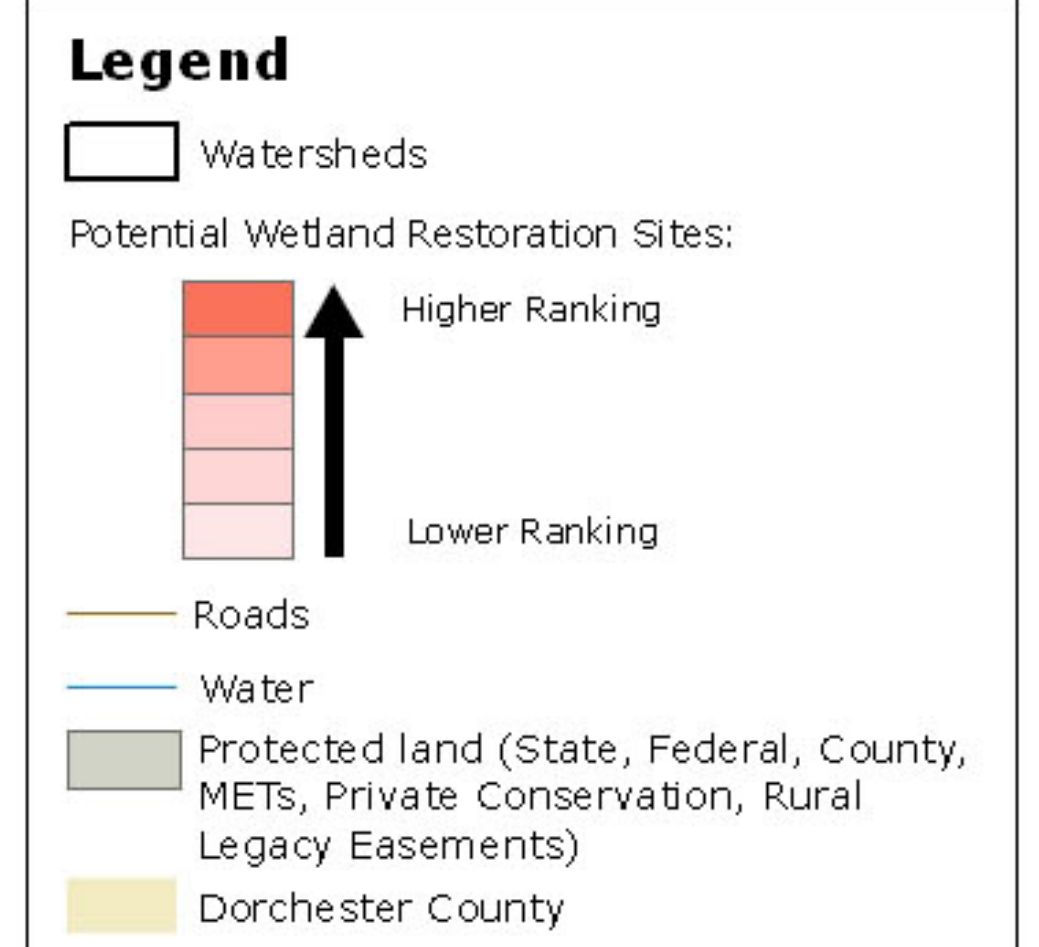 Legend
Watersheds
Potential Wetland Restoration Sites:
Higher Ranking
Lower Ranking
Roads
Water
Protected land (State, Federal, County,
METs, Private Conservation, Rural
Legacy Easements)
Dorchester County